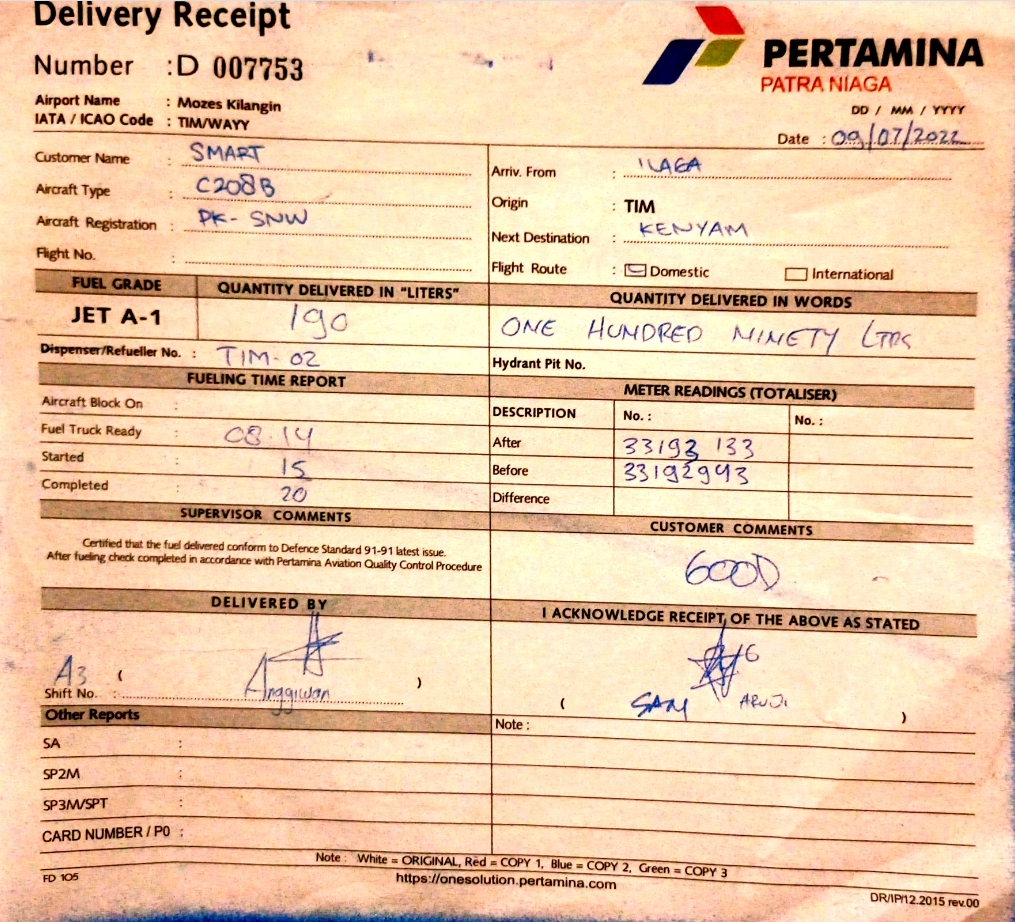 Delivery Receipt
Number : D 007753
PERTAMINA
PATRA NIAGA
Airport Name : Mozes Kilangin
IATA / ICAO Code : TIM/WAYY
DD / MM / YYYY
Date : 09/07/2022
Customer Name : SMART
Aircraft Type : C208B
Aircraft Registration : PK-SNW
Flight No. :
Arriv. From : ILAGA
Origin : TIM
Next Destination : KENYAM
Flight Route : Domestic International
FUEL GRADE QUANTITY DELIVERED IN "LITERS" QUANTITY DELIVERED IN WORDS
JET A-1 190 ONE HUNDRED NINETY LTRS
Dispenser/Refueller No. : TIM-02 Hydrant Pit No.
FUELING TIME REPORT
Aircraft Block On :
Fuel Truck Ready : 08.14
Started : 15
Completed : 20
METER READINGS (TOTALISER)
DESCRIPTION No. : No. :
After 33193 133
Before 33192943
Difference
SUPERVISOR COMMENTS
Certified that the fuel delivered conform to Defence Standard 91-91 latest issue.
After fueling check completed in accordance with Pertamina Aviation Quality Control Procedure
CUSTOMER COMMENTS
GOOD
DELIVERED BY
A3 ( Anggiwan )
Shift No. :
I ACKNOWLEDGE RECEIPT OF THE ABOVE AS STATED
( SAM ARUJI )
Other Reports
SA :
SP2M :
SP3M/SPT :
CARD NUMBER / P0 :
Note :
Note : White = ORIGINAL, Red = COPY 1, Blue = COPY 2, Green = COPY 3
FD 105
https://onesolution.pertamina.com
DR/IP/12.2015 rev.00